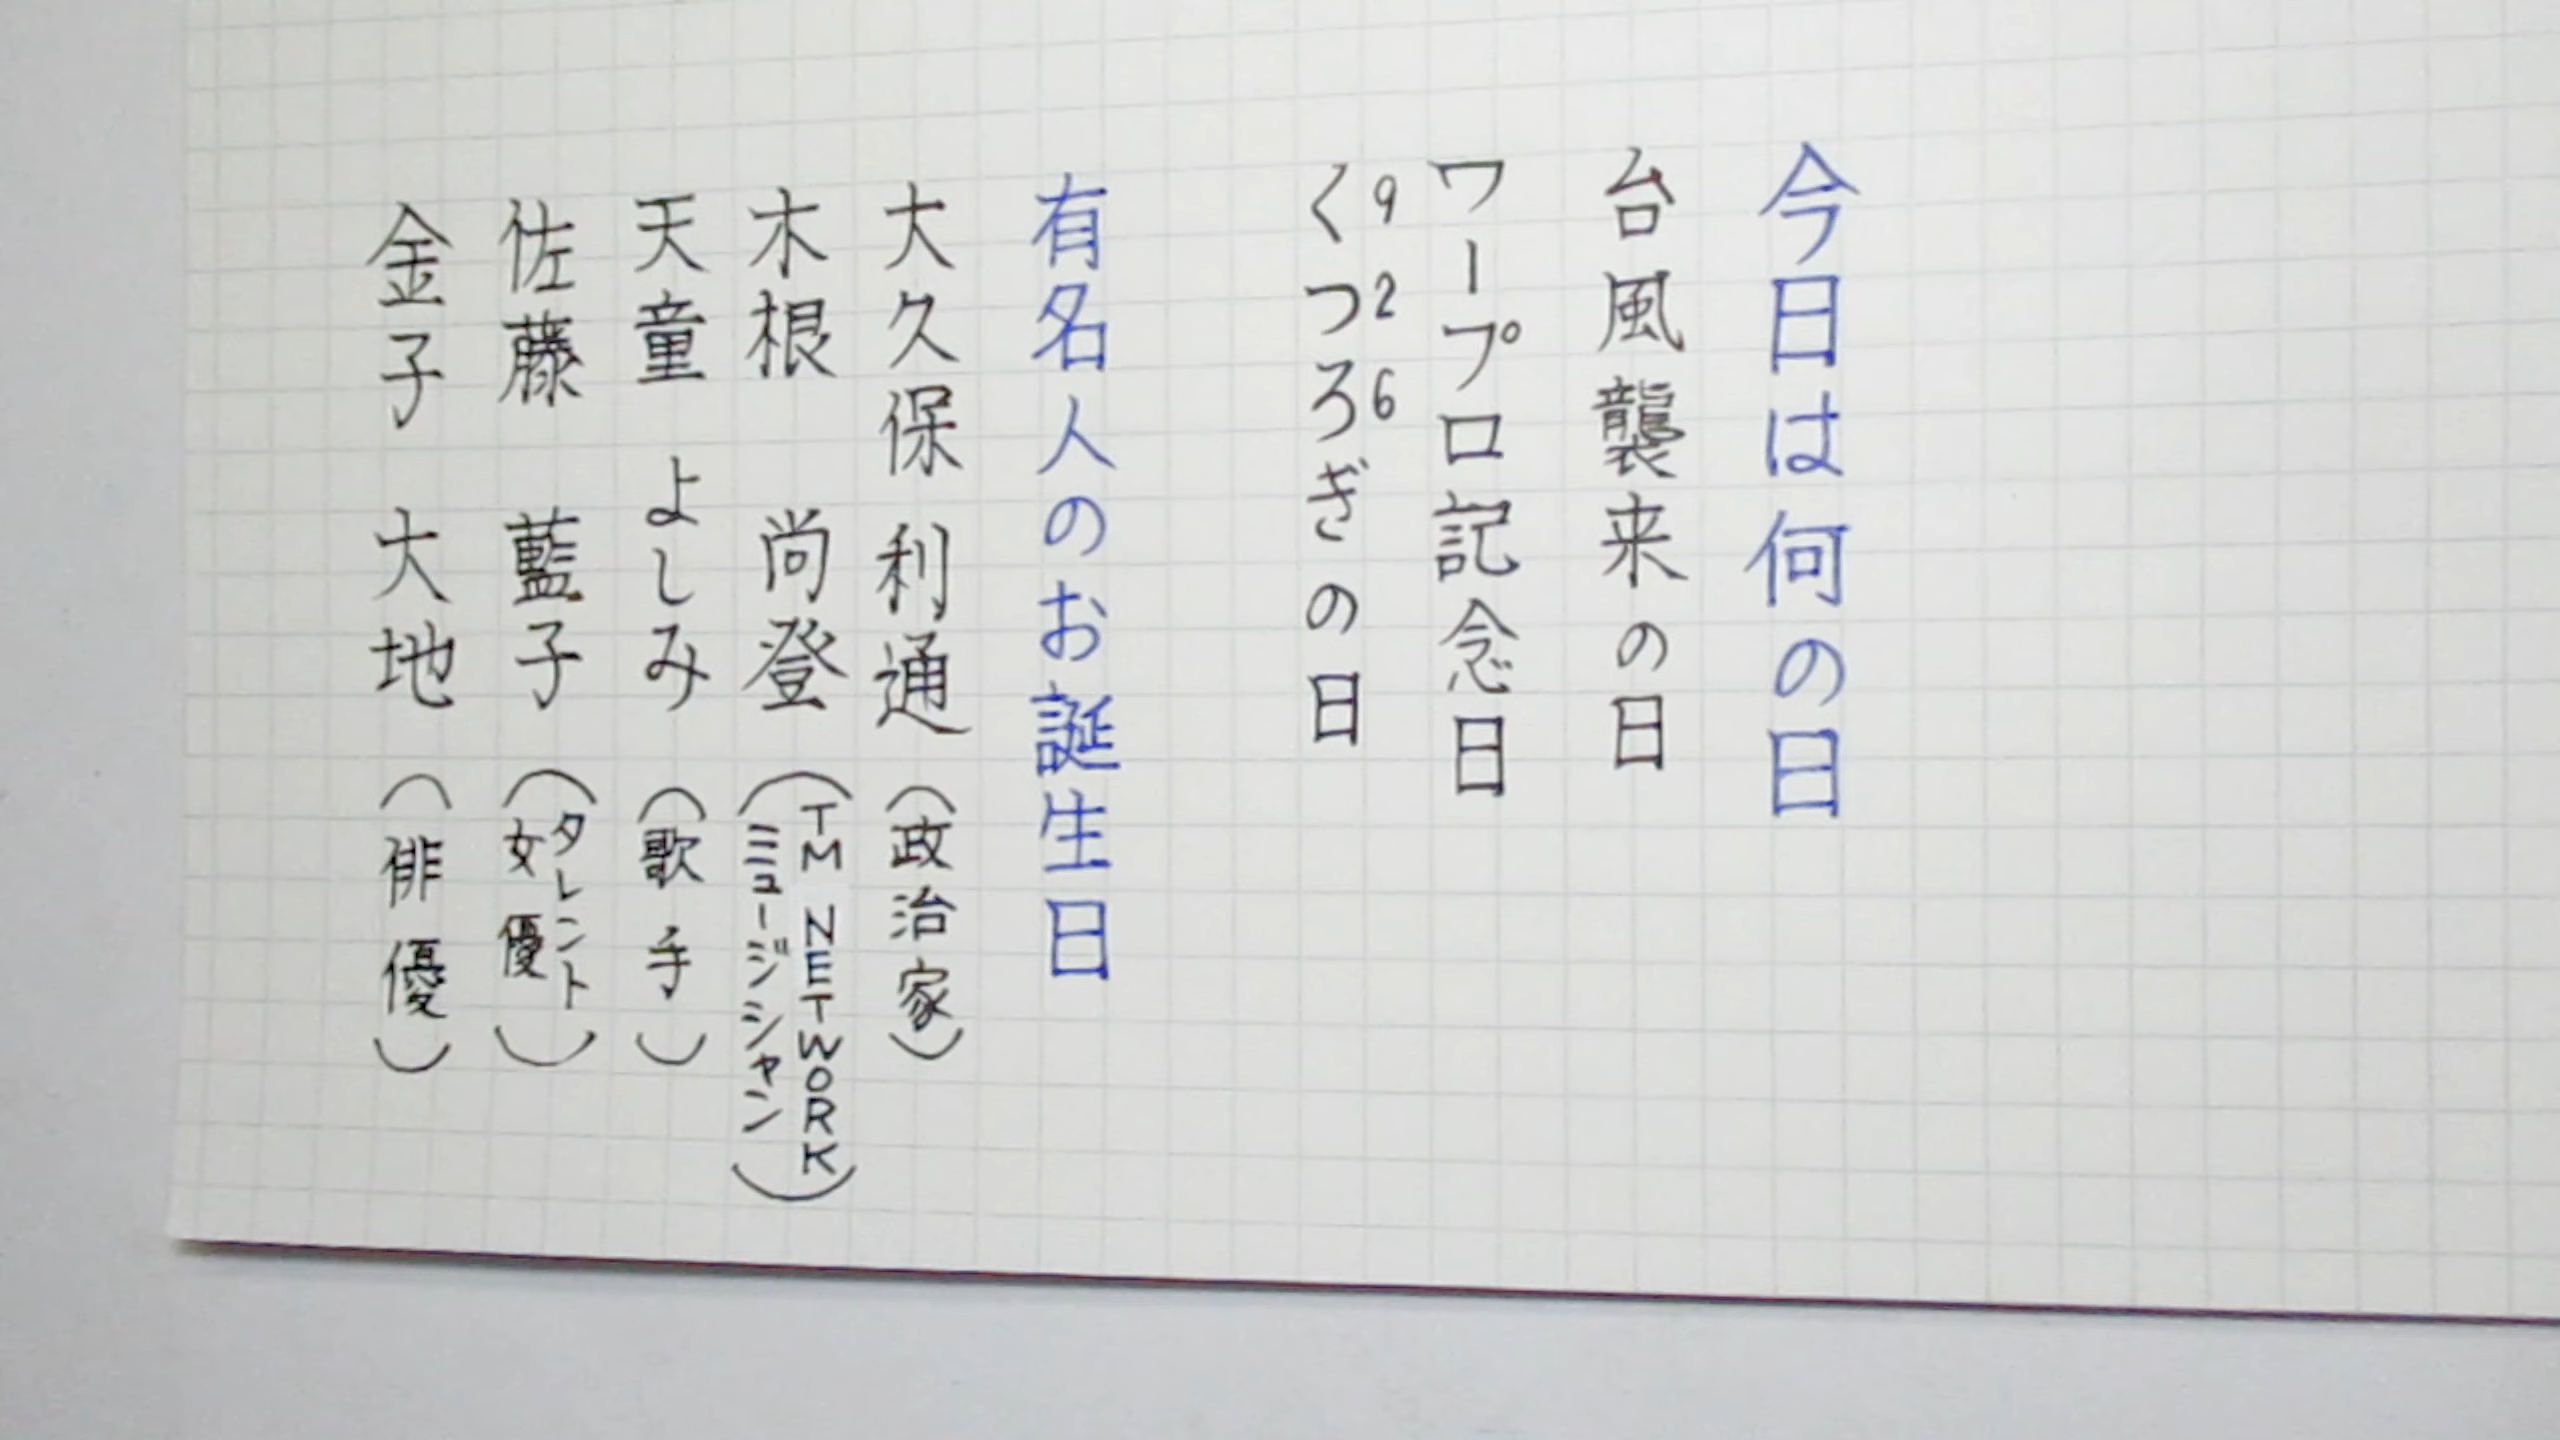 今日は何の日
台風襲来の日
ワープロ記念日
926
くつろぎの日
有名人のお誕生日
大久保 利通 (政治家)
木根 尚登 (TM NETWORK
ミュージシャン)
天童 よしみ (歌手)
佐藤 藍子 (タレント
女優)
金子 大地 (俳優)